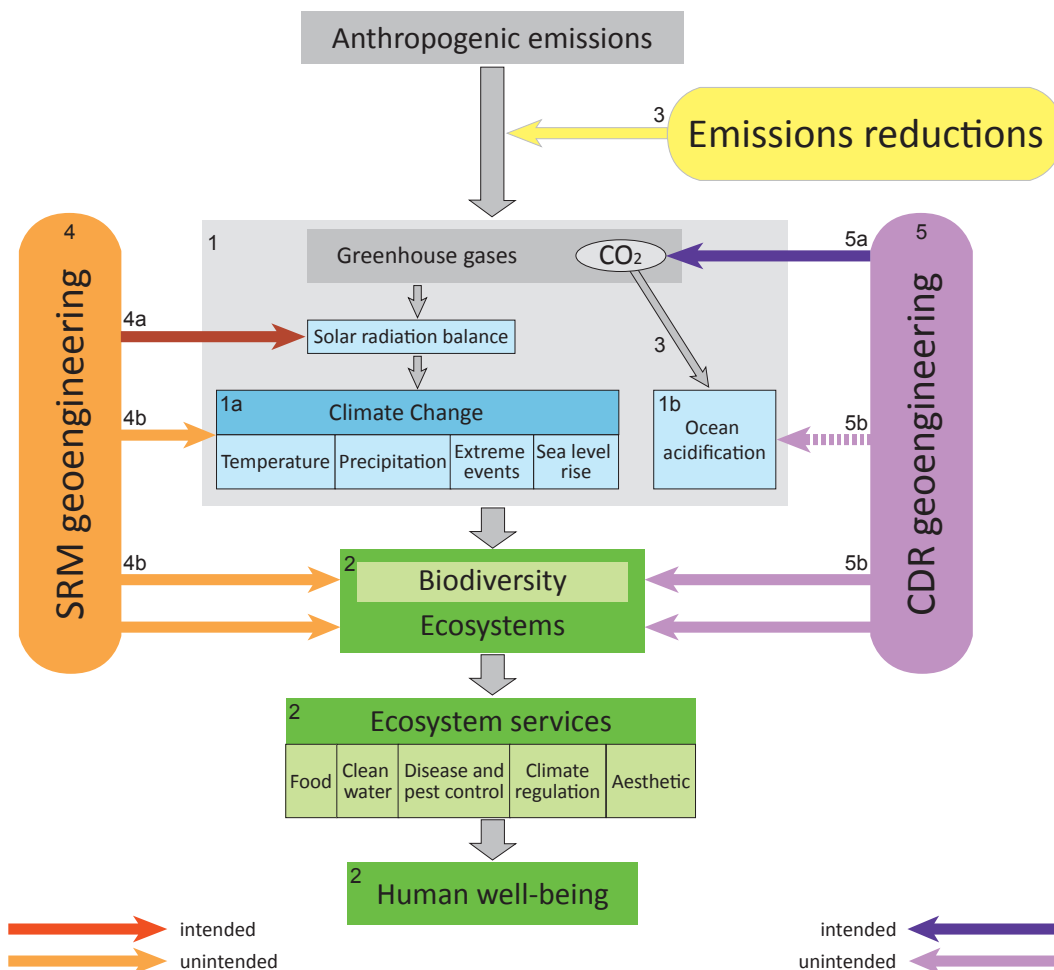 Anthropogenic emissions
3
Emissions reductions
4
SRM geoengineering
5
CDR geoengineering
1
Greenhouse gases
CO₂
5a
4a
Solar radiation balance
3
1a
Climate Change
Temperature
Precipitation
Extreme
events
Sea level
rise
1b
Ocean
acidification
4b
5b
4b
5b
2
Biodiversity
Ecosystems
2
Ecosystem services
Food
Clean
water
Disease and
pest control
Climate
regulation
Aesthetic
2
Human well-being
intended
unintended
intended
unintended